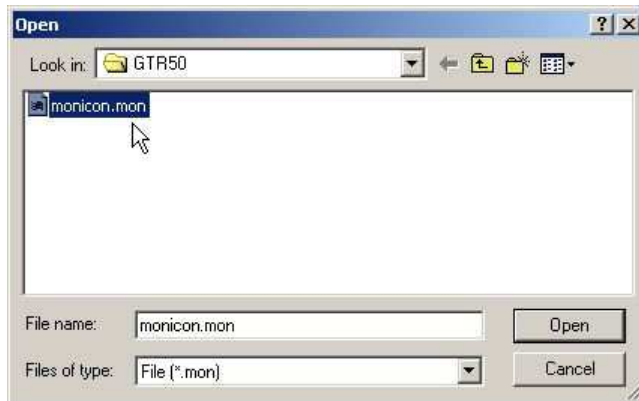 Open
Look in: GTR50
monicon.mon
File name: monicon.mon
Open
Files of type: File (*.mon)
Cancel